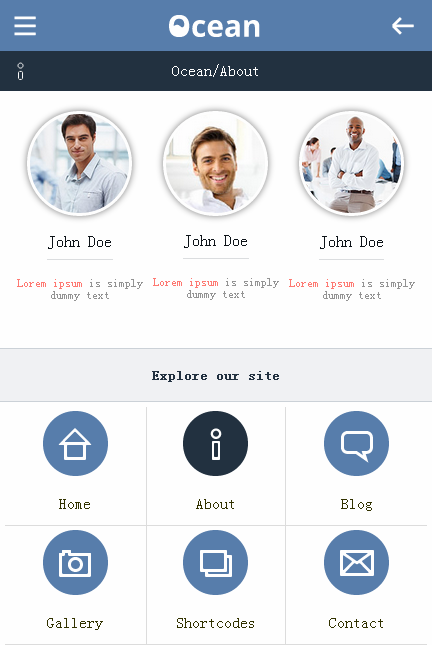 Ocean
Ocean/About
John Doe
John Doe
John Doe
Lorem ipsum is simply
dummy text
Lorem ipsum is simply
dummy text
Lorem ipsum is simply
dummy text
Explore our site
Home
About
Blog
Gallery
Shortcodes
Contact